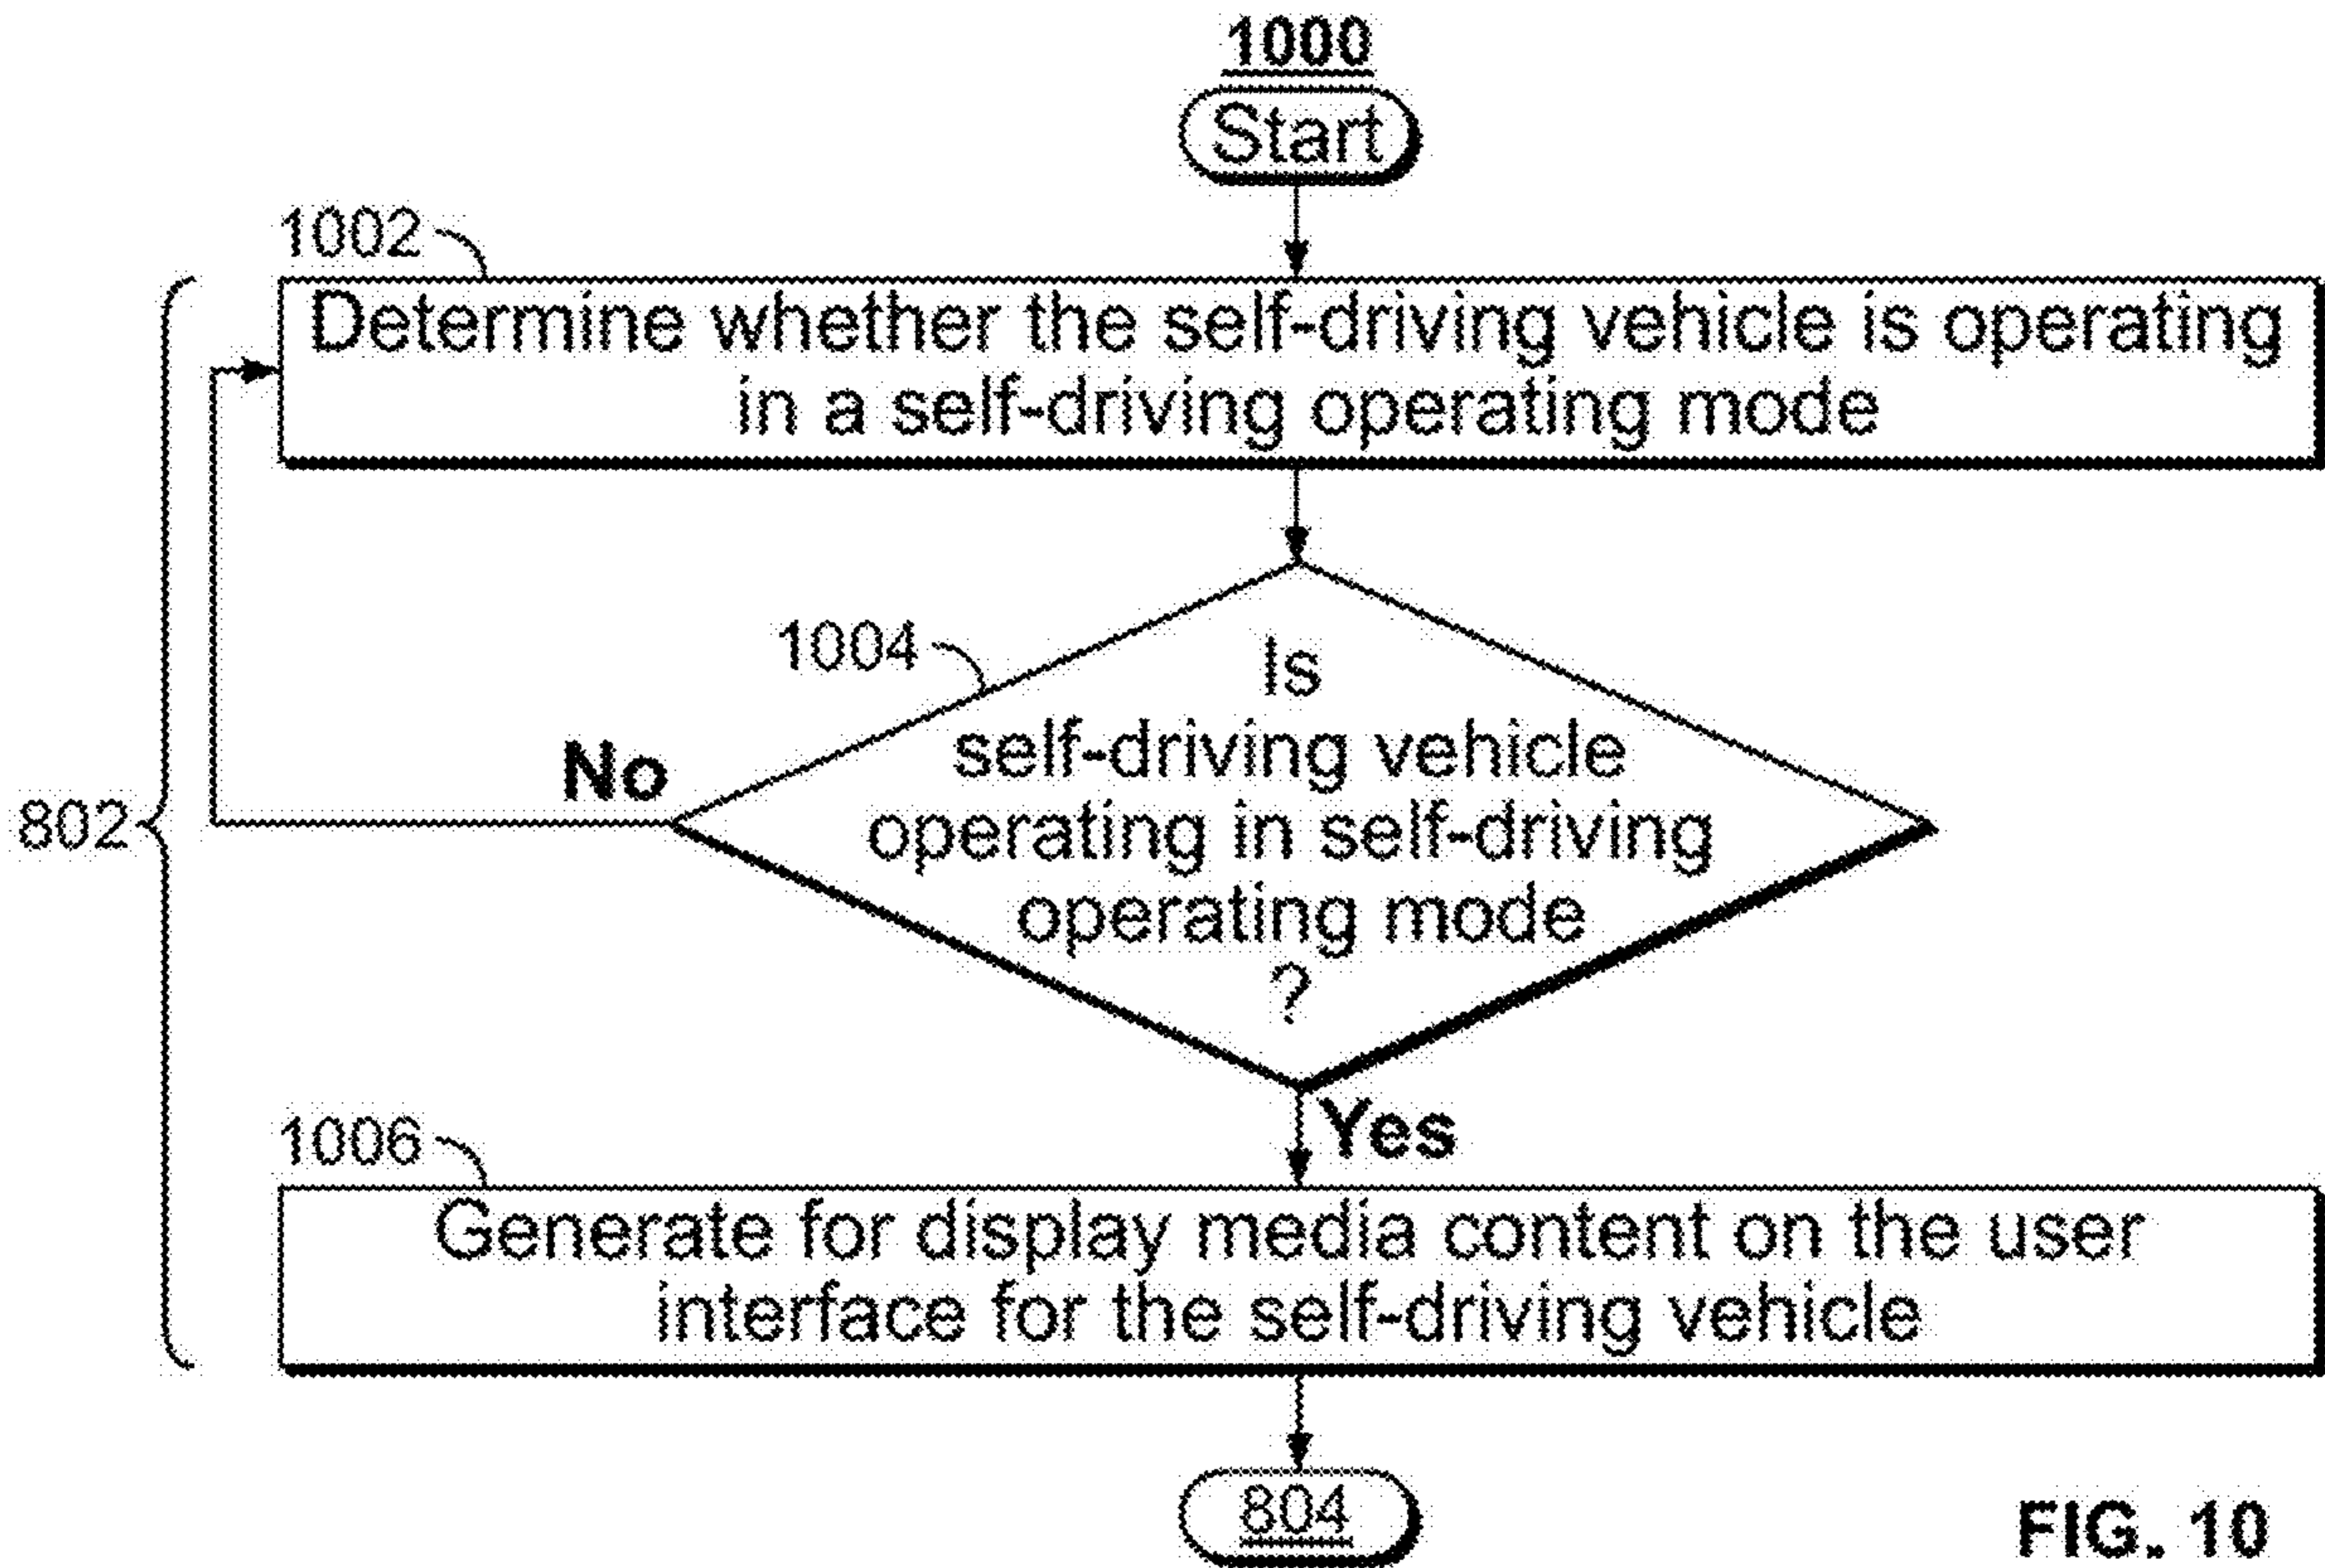 1000
Start
1002
Determine whether the self-driving vehicle is operating
in a self-driving operating mode
1004
Is
self-driving vehicle
operating in self-driving
operating mode
?
No
802
Yes
1006
Generate for display media content on the user
interface for the self-driving vehicle
804
FIG. 10